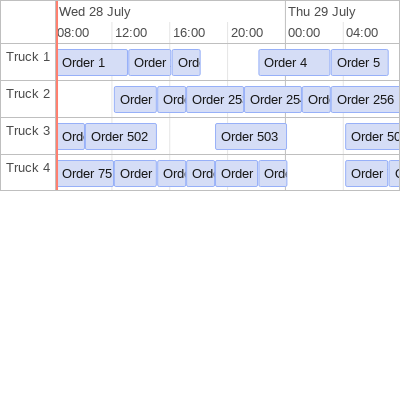 Wed 28 July Thu 29 July
08:00 12:00 16:00 20:00 00:00 04:00
Truck 1 Order 1 Order Ord Order 4 Order 5
Truck 2 Order Ord Order 25 Order 25 Ord Order 256
Truck 3 Ord Order 502 Order 503 Order 50
Truck 4 Order 75 Order Ord Ord Order Ord Order